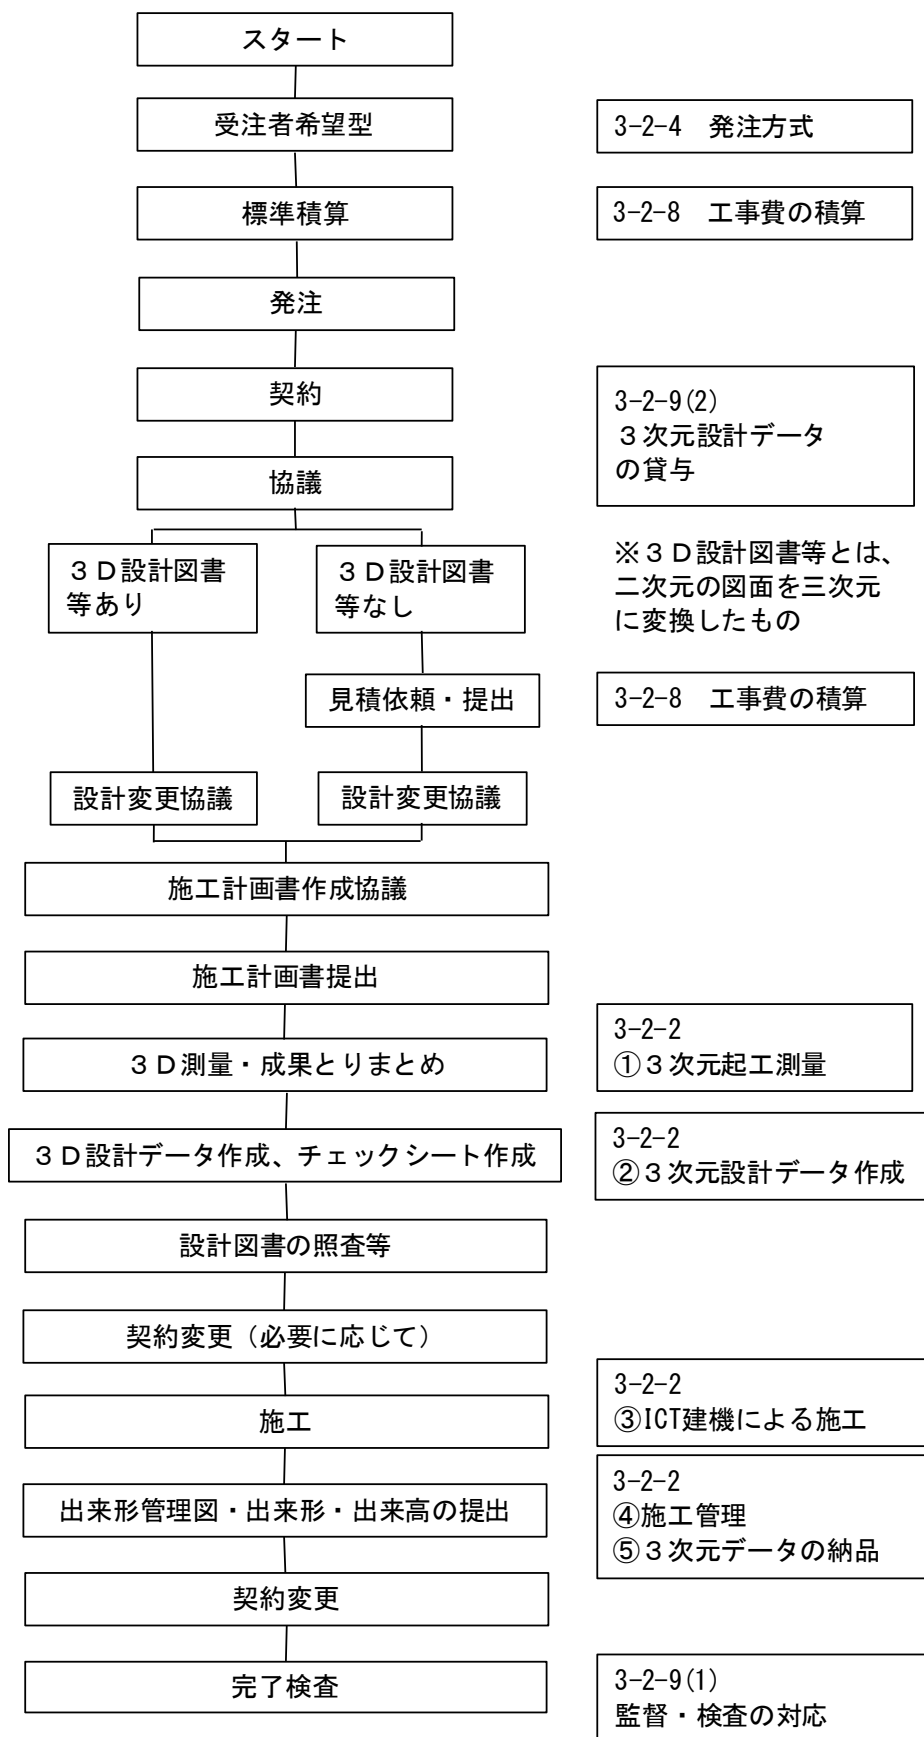 スタート
受注者希望型
3-2-4　発注方式
標準積算
3-2-8　工事費の積算
発注
契約
3-2-9(2)
３次元設計データ
の貸与
協議
３Ｄ設計図書
等あり
３Ｄ設計図書
等なし
※３Ｄ設計図書等とは、
二次元の図面を三次元
に変換したもの
見積依頼・提出
3-2-8　工事費の積算
設計変更協議
設計変更協議
施工計画書作成協議
施工計画書提出
３Ｄ測量・成果とりまとめ
3-2-2
①３次元起工測量
３Ｄ設計データ作成、チェックシート作成
3-2-2
②３次元設計データ作成
設計図書の照査等
契約変更（必要に応じて）
施工
3-2-2
③ICT建機による施工
出来形管理図・出来形・出来高の提出
3-2-2
④施工管理
⑤３次元データの納品
契約変更
完了検査
3-2-9(1)
監督・検査の対応